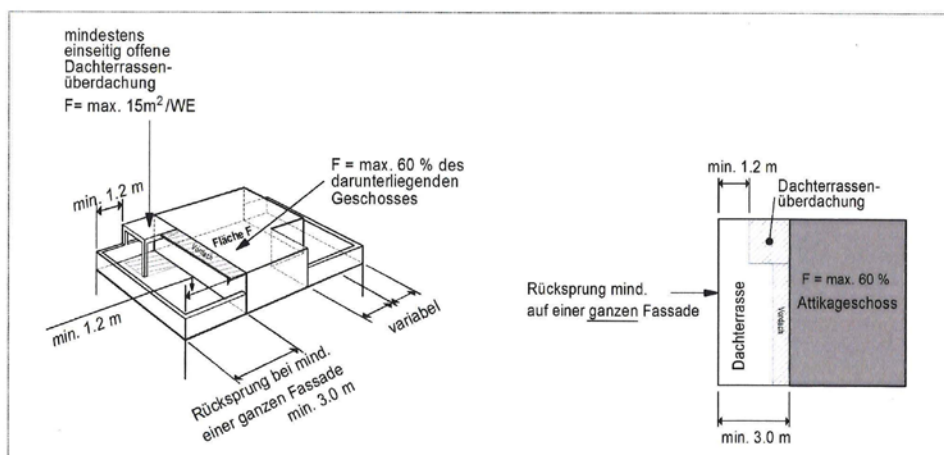 mindestens
einseitig offene
Dachterrassen-
überdachung
F= max. 15m²/WE
min. 1.2 m
F = max. 60 % des
darunterliegenden
Geschosses
Fläche F
Vordach
min. 1.2 m
variabel
Rücksprung bei mind.
einer ganzen Fassade
min. 3.0 m
min. 1.2 m
Dachterrassen-
überdachung
Rücksprung mind.
auf einer ganzen Fassade
Dachterrasse
Vordach
F = max. 60 %
Attikageschoss
min. 3.0 m